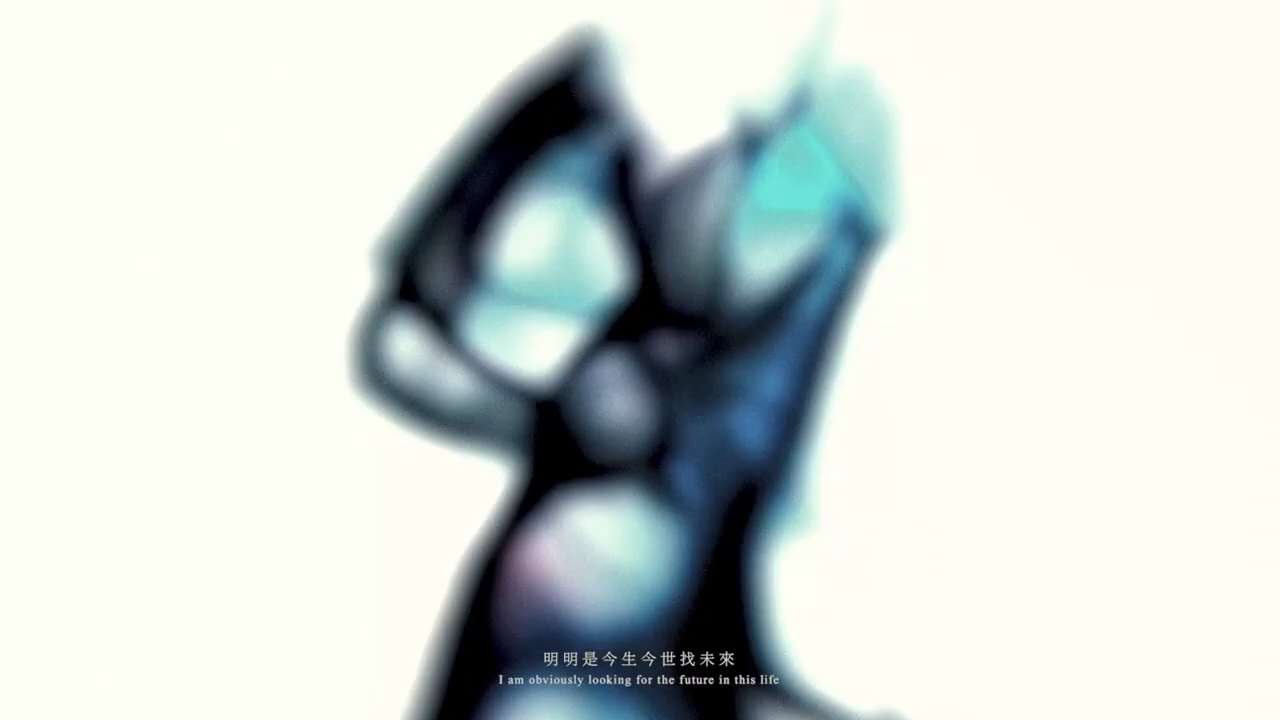 明明是今生今世找未來
I am obviously looking for the future in this life